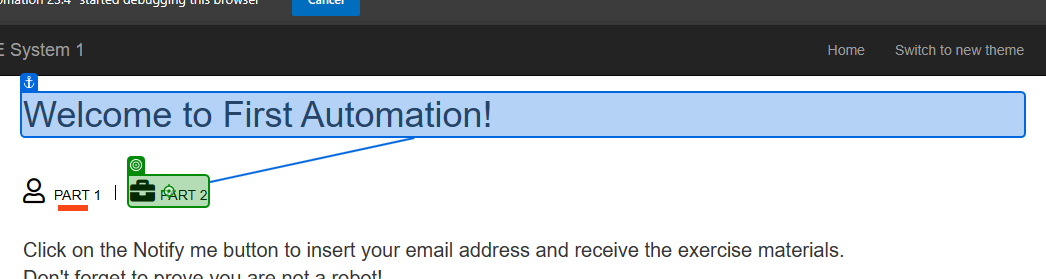 omation 23.4" started debugging this browser Cancel
E System 1 Home Switch to new theme
Welcome to First Automation!
PART 1 | PART 2
Click on the Notify me button to insert your email address and receive the exercise materials.
Don't forget to prove you are not a robot!